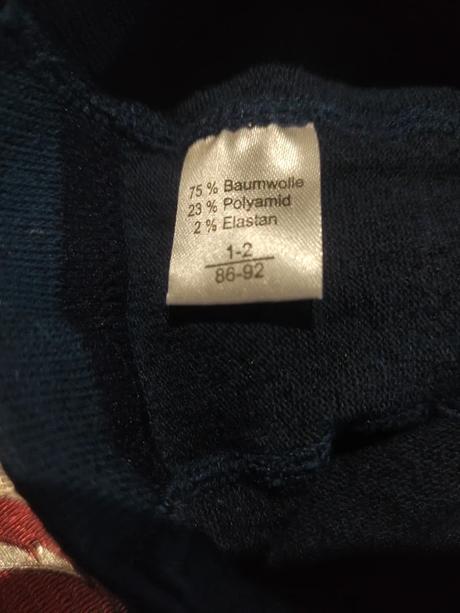 75 % Baumwolle
23 % Polyamid
2 % Elastan
1-2
86-92